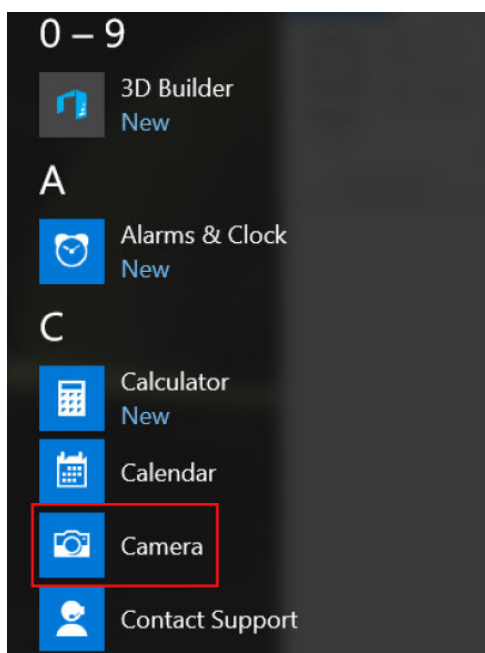 0 – 9
3D Builder
New
A
Alarms & Clock
New
C
Calculator
New
Calendar
Camera
Contact Support